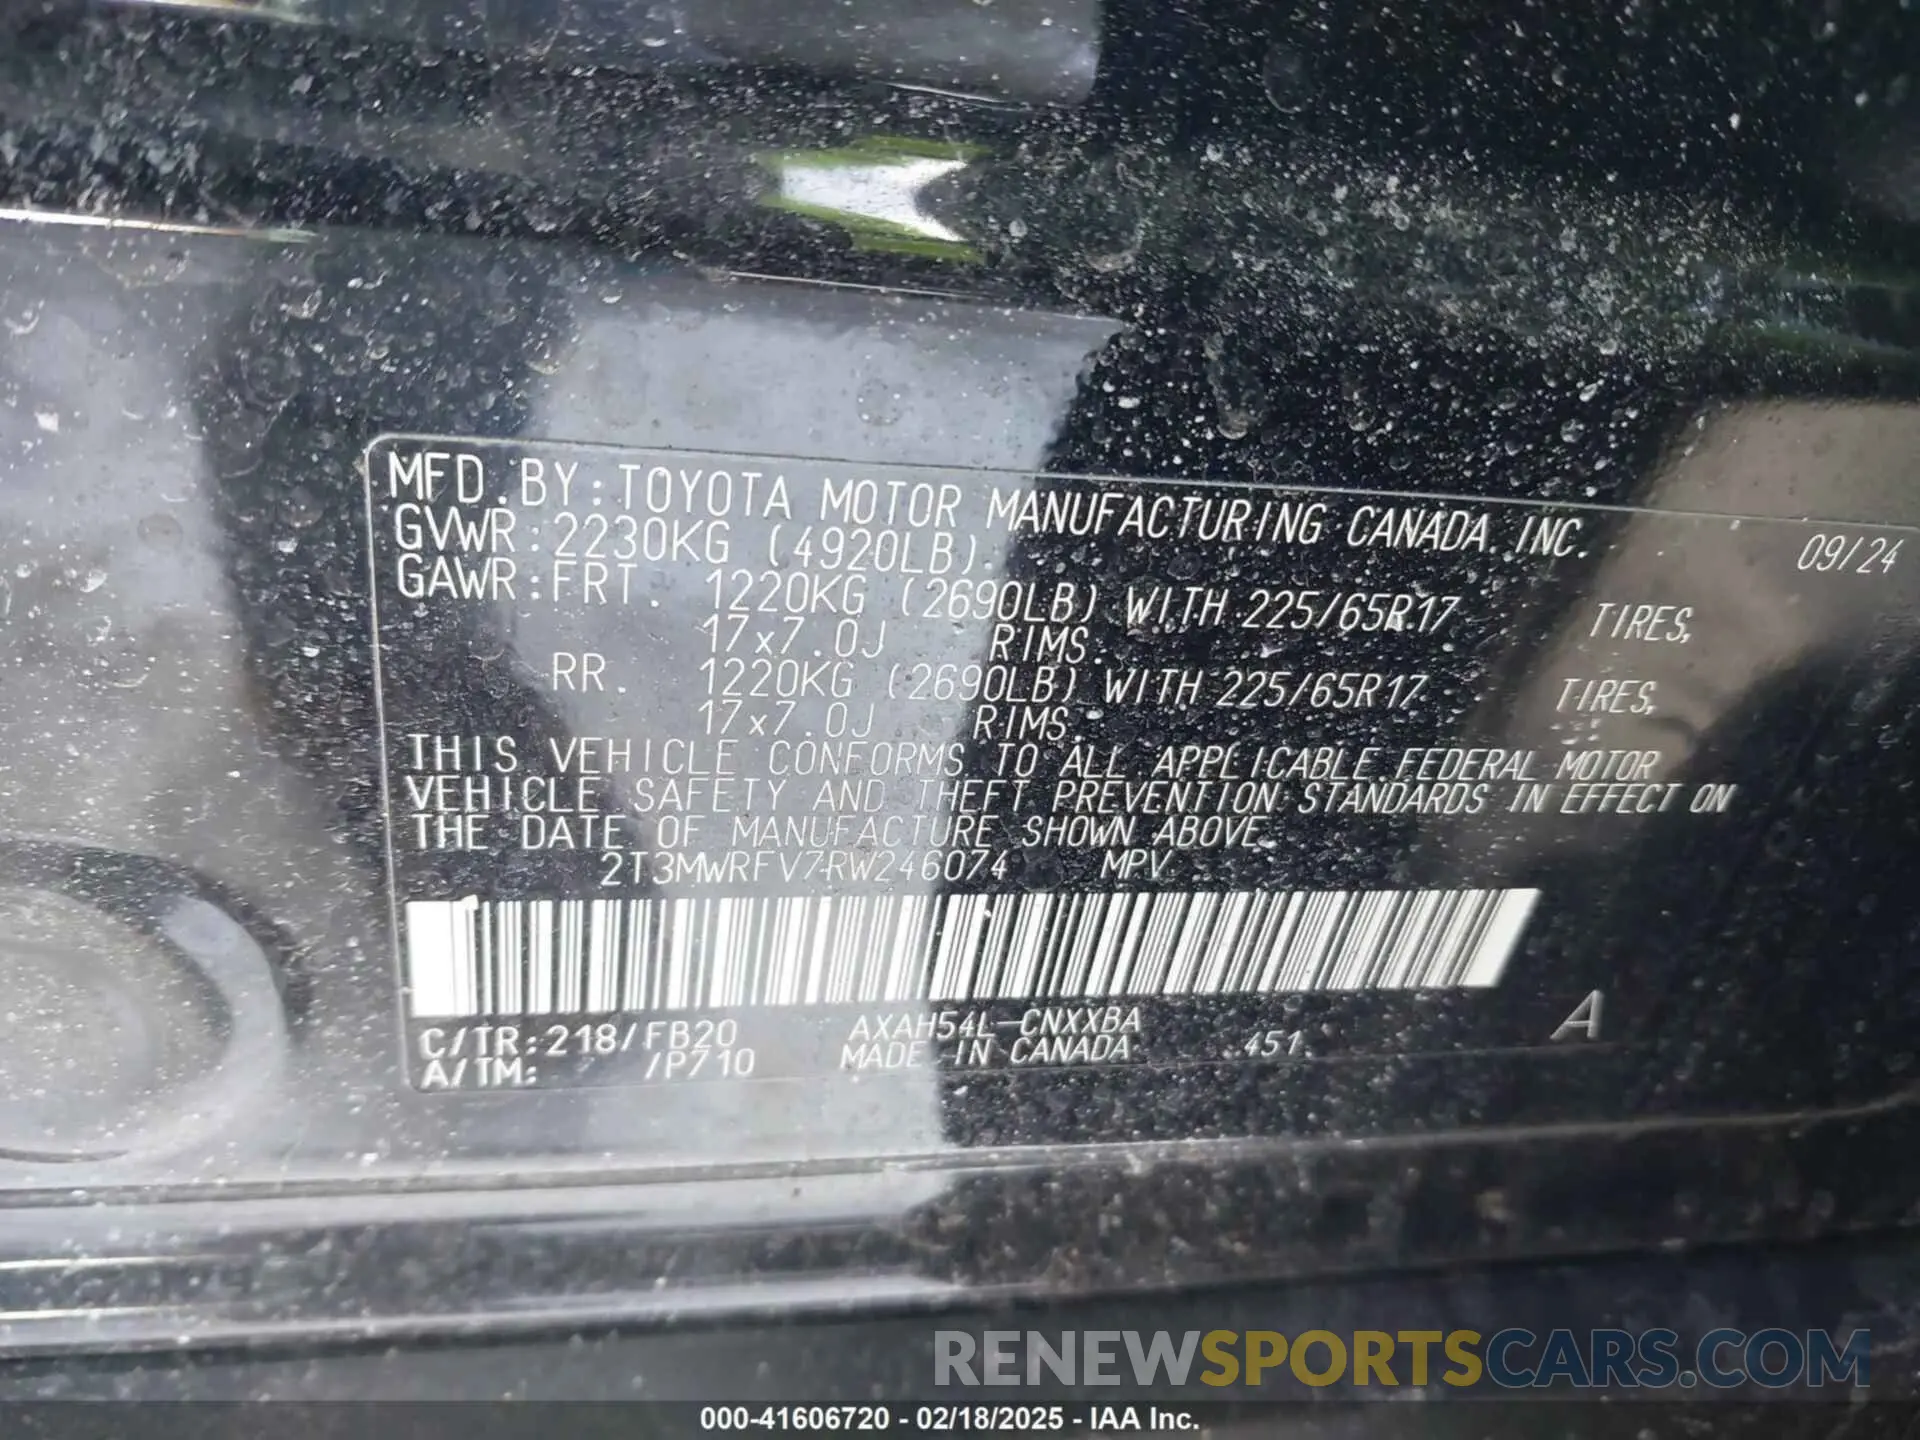 MFD.BY:TOYOTA MOTOR MANUFACTURING CANADA INC. 09/24
GVWR:2230KG (4920LB)
GAWR:FRT. 1220KG (2690LB) WITH 225/65R17 TIRES,
17x7.0J RIMS.
RR. 1220KG (2690LB) WITH 225/65R17 TIRES,
17x7.0J RIMS.
THIS VEHICLE CONFORMS TO ALL APPLICABLE FEDERAL MOTOR
VEHICLE SAFETY AND THEFT PREVENTION STANDARDS IN EFFECT ON
THE DATE OF MANUFACTURE SHOWN ABOVE
2T3MWRFV7RW246074 MPV
C/TR:218/FB20 AXAH54L-CNXXBA A
A/TM: /P710 MADE IN CANADA 451
RENEWSPORTSCARS.COM
000-41606720 - 02/18/2025 - IAA Inc.